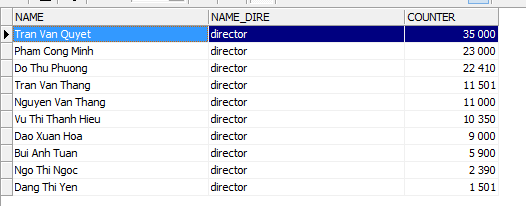 NAME NAME_DIRE COUNTER
Tran Van Quyet director 35 000
Pham Cong Minh director 23 000
Do Thu Phuong director 22 410
Tran Van Thang director 11 501
Nguyen Van Thang director 11 000
Vu Thi Thanh Hieu director 10 350
Dao Xuan Hoa director 9 000
Bui Anh Tuan director 5 900
Ngo Thi Ngoc director 2 390
Dang Thi Yen director 1 501